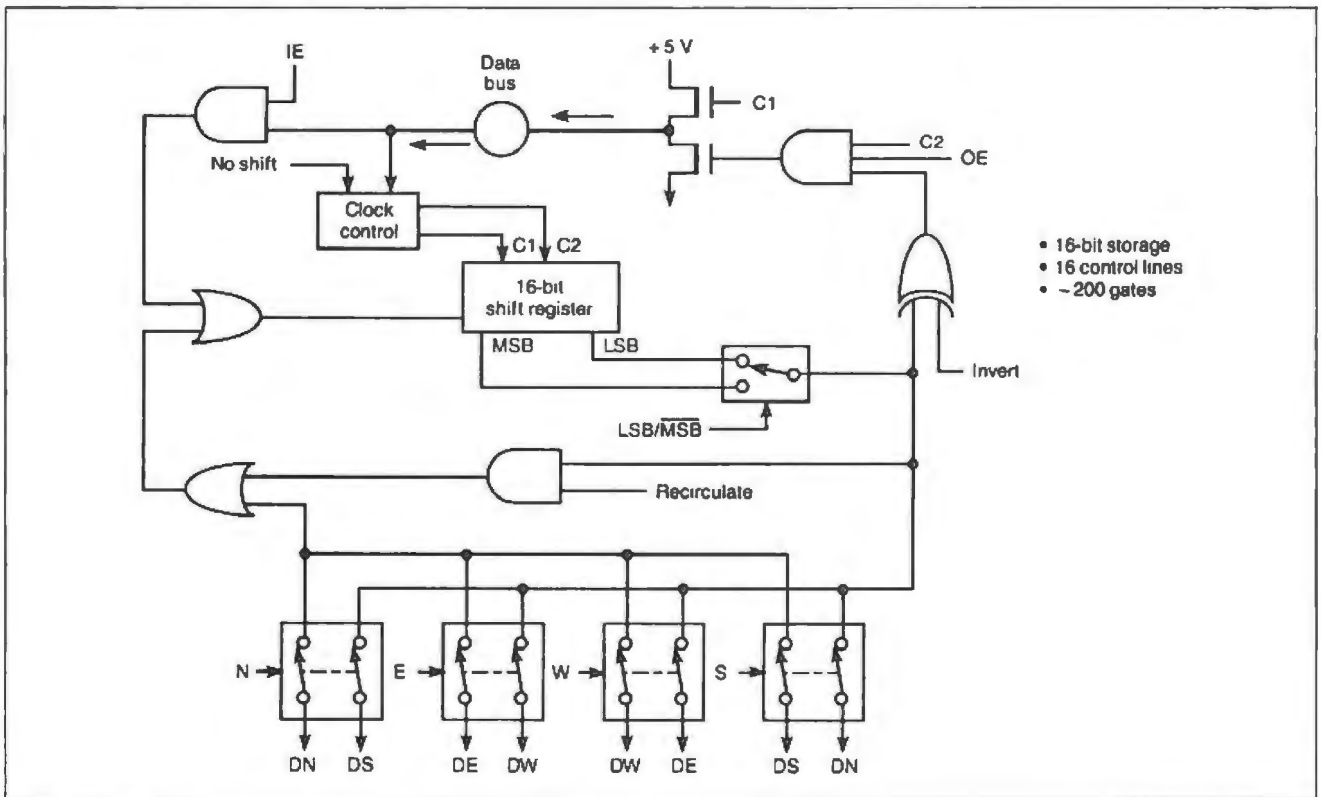 + 5 V
IE
Data
bus
C1
C2
OE
No shift
Clock
control
C1 C2
• 16-bit storage
• 16 control lines
• ~200 gates
16-bit
shift register
MSB
LSB
Invert
LSB/M̅S̅B̅
Recirculate
N
E
W
S
DN DS DE DW DW DE DS DN